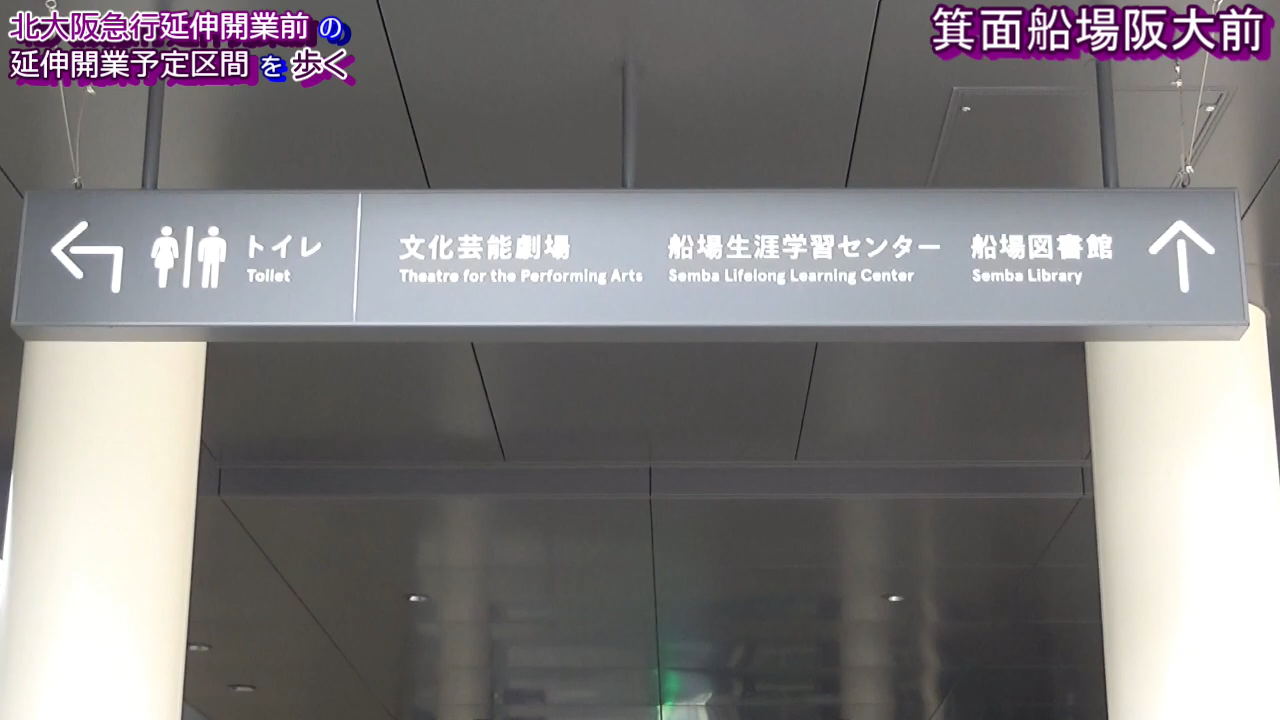 北大阪急行延伸開業前 の
延伸開業予定区間 を 歩く
箕面船場阪大前
トイレ
Toilet
文化芸能劇場
Theatre for the Performing Arts
船場生涯学習センター
Semba Lifelong Learning Center
船場図書館
Semba Library